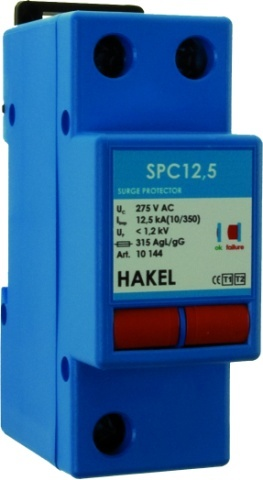 SPC12,5
SURGE PROTECTOR
Uc 275 V AC
Iimp 12,5 kA(10/350)
Up < 1,2 kV
315 AgL/gG
Art. 10 144
ok failure
HAKEL
CE T1 T2